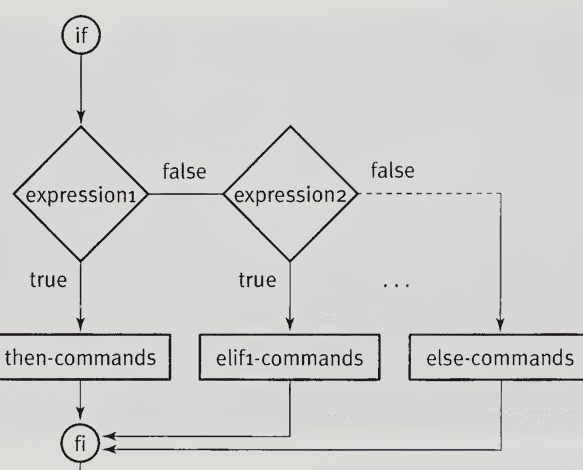 if
false
false
expression1
expression2
true
true
...
then-commands
elif1-commands
else-commands
fi